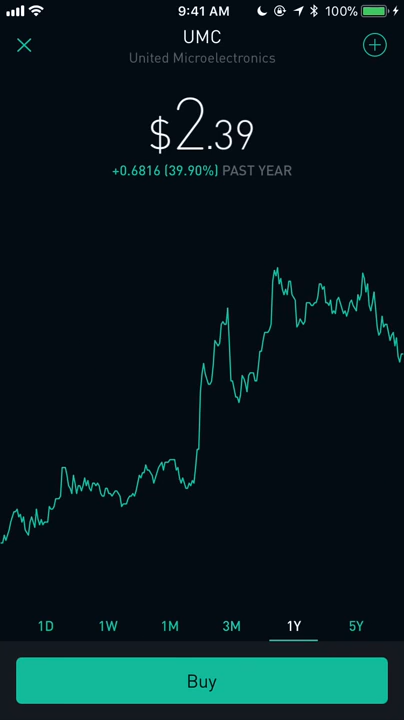 9:41 AM 100%
UMC
United Microelectronics
$2.39
+0.6816 (39.90%) PAST YEAR
1D 1W 1M 3M 1Y 5Y
Buy